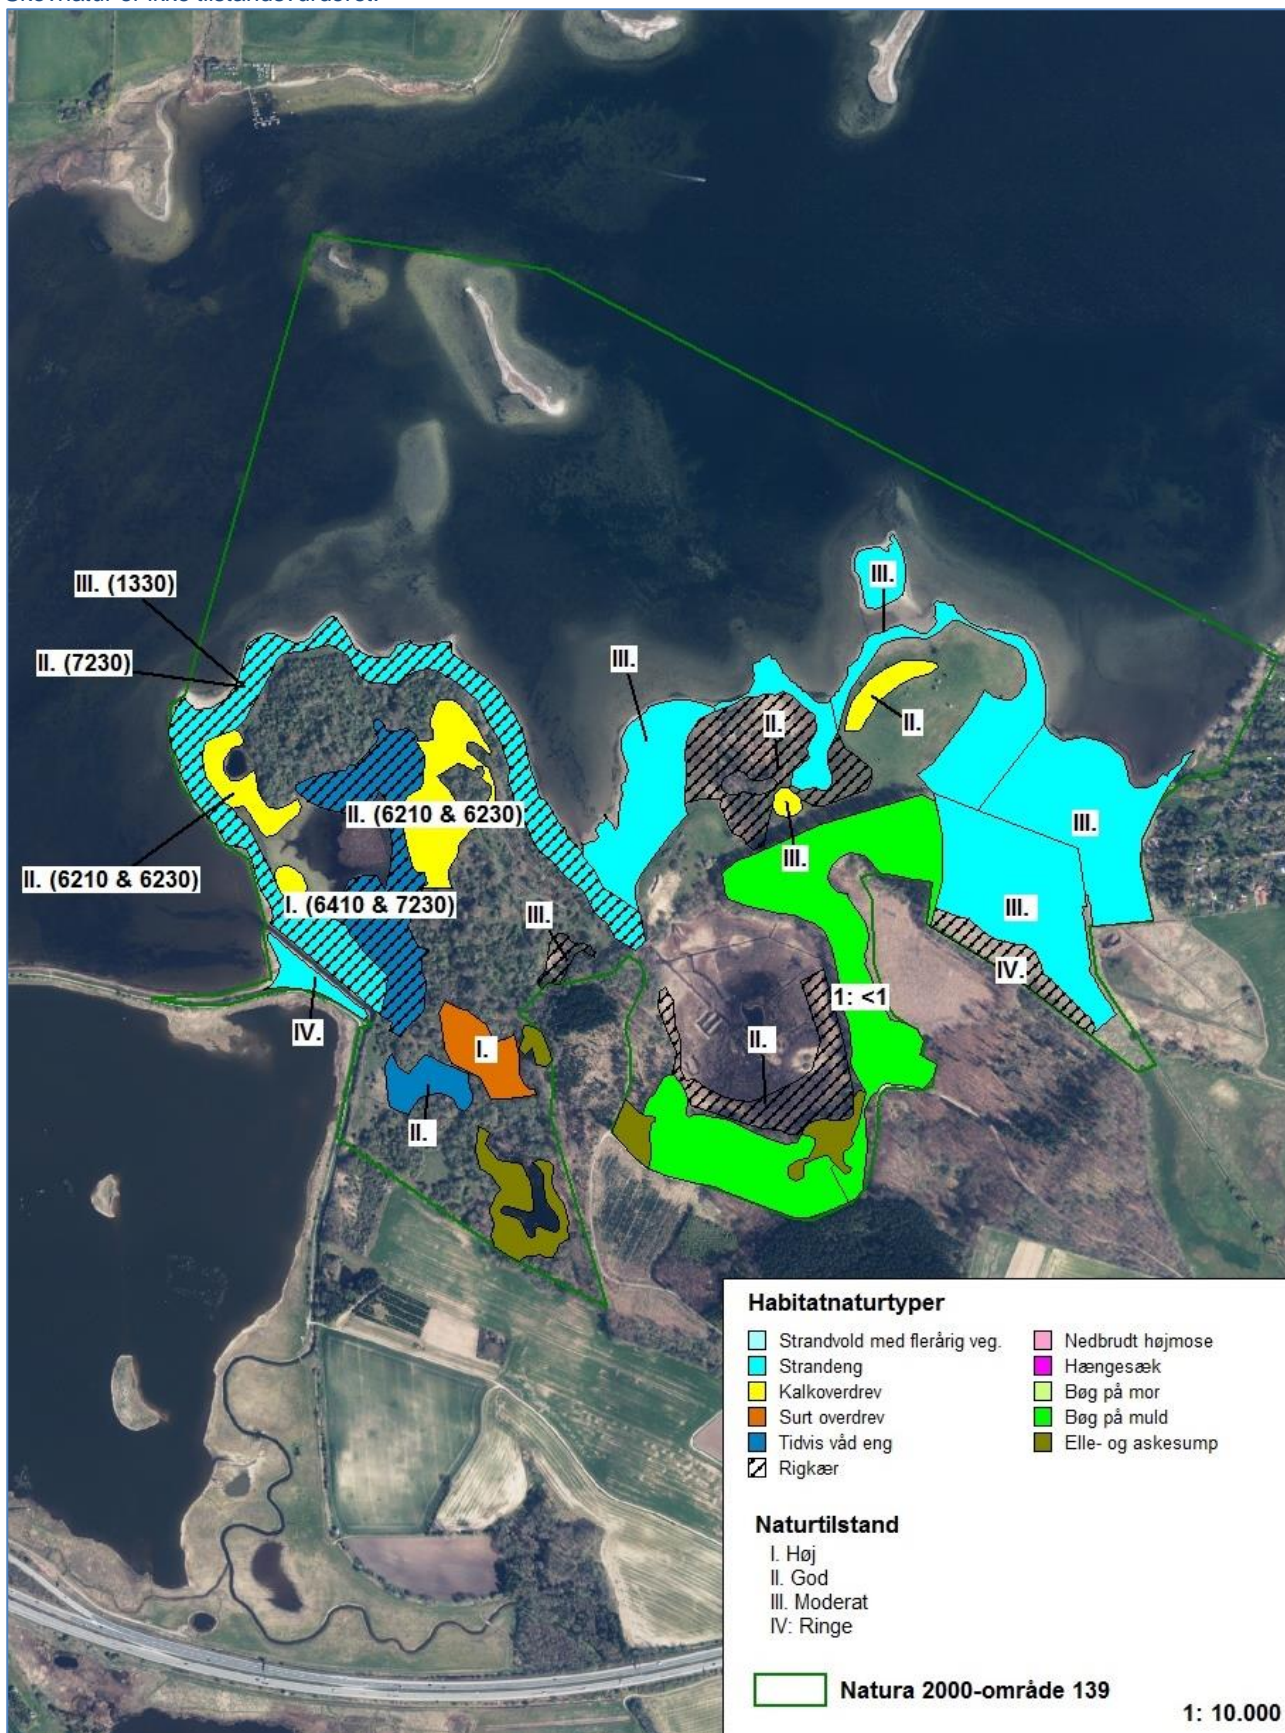 III.
III. (1330)
II. (7230)
III.
II.
II.
II. (6210 & 6230)
III.
III.
II. (6210 & 6230)
I. (6410 & 7230)
III.
III.
IV.
1: <1
IV.
I.
II.
II.
Habitatnaturtyper
Strandvold med flerårig veg.
Strandeng
Kalkoverdrev
Surt overdrev
Tidvis våd eng
Rigkær
Nedbrudt højmose
Hængesæk
Bøg på mor
Bøg på muld
Elle- og askesump
Naturtilstand
I. Høj
II. God
III. Moderat
IV: Ringe
Natura 2000-område 139
1: 10.000